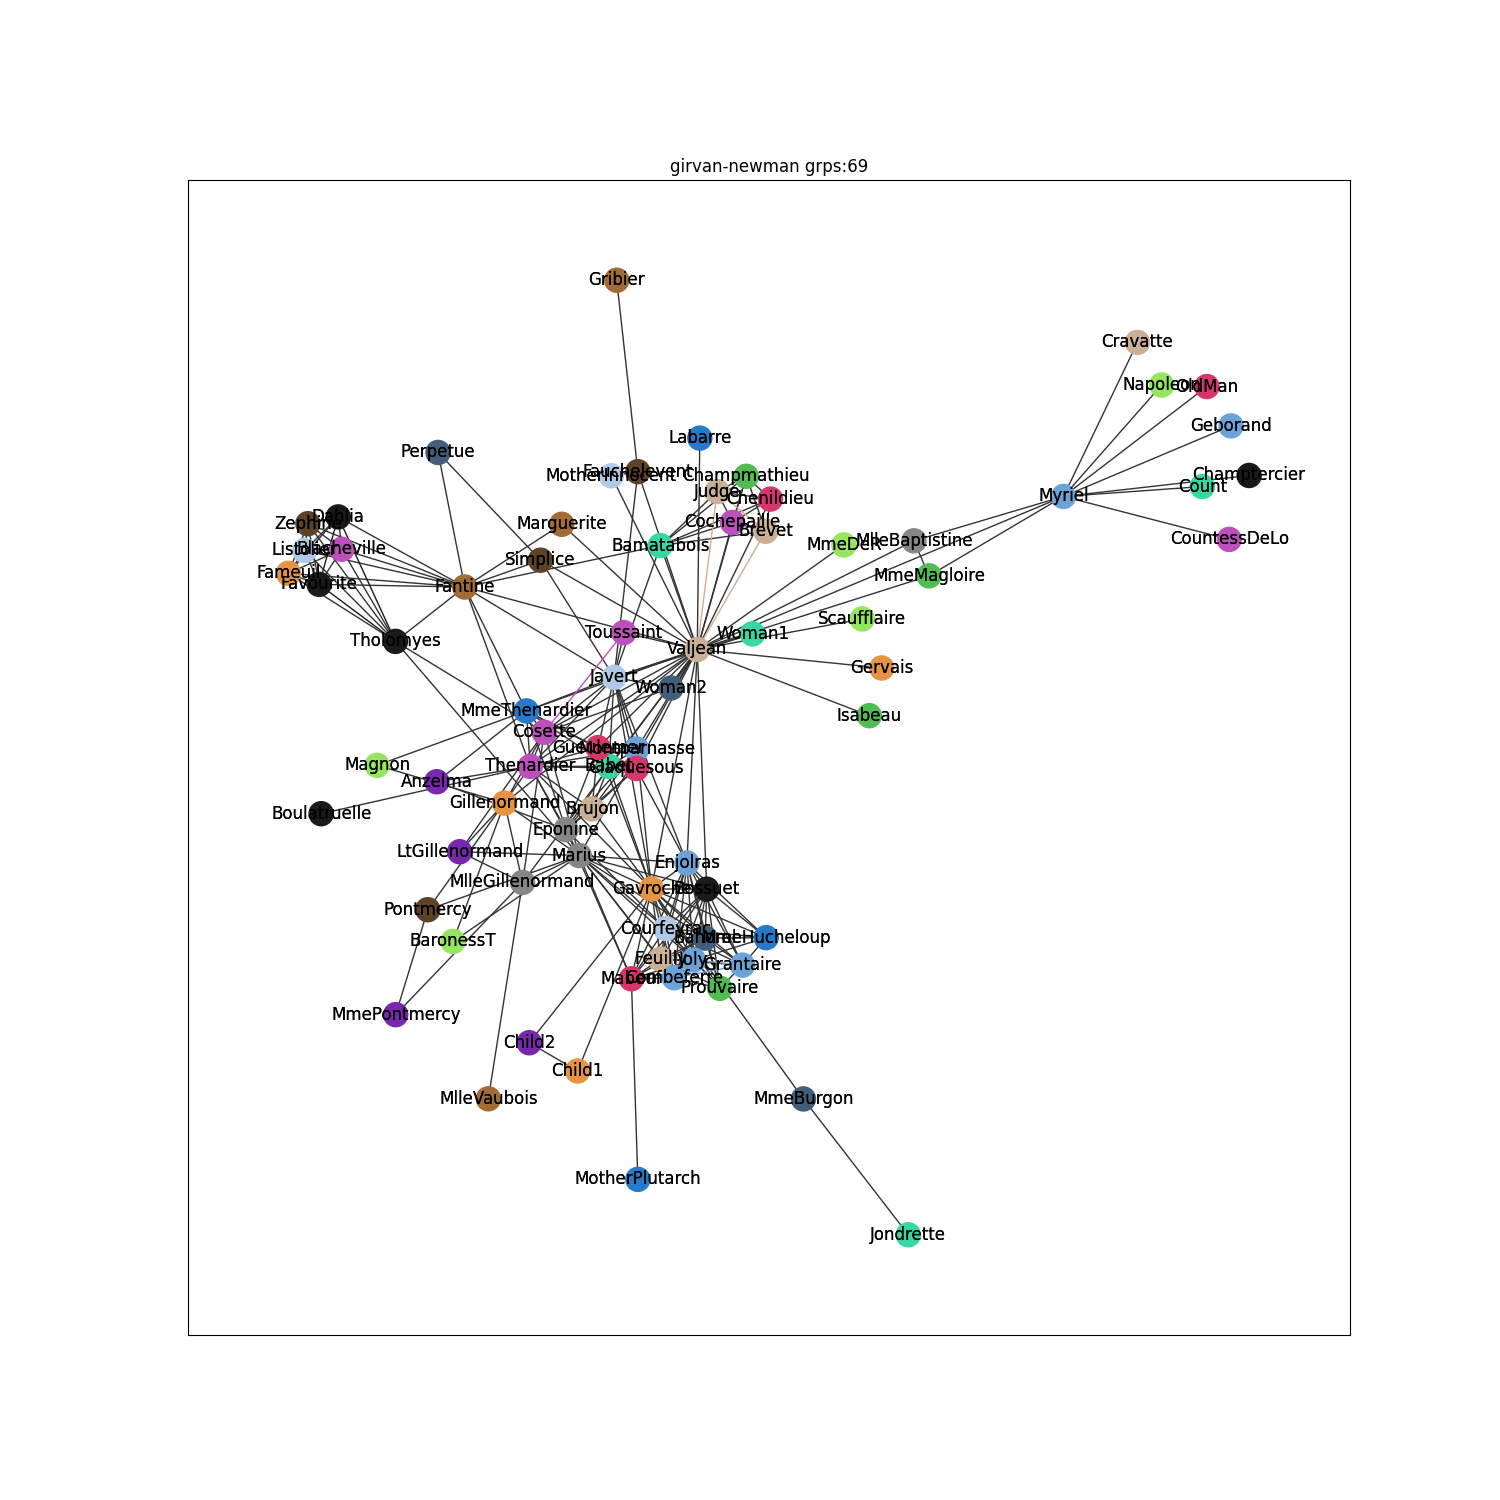 girvan-newman grps:69
Gribier
Cravatte
Napoleon
OldMan
Geborand
Labarre
Perpetue
Fauchelevent
MotherInnocent
Champmathieu
Champtercier
Count
Judge
Chenildieu
Myriel
Dahlia
Zephine
Marguerite
Cochepaille
Brevet
CountessDeLo
Listolier
Blacheville
Simplice
Bamatabois
MmeDeR
MlleBaptistine
Fameuil
Favourite
Fantine
MmeMagloire
Scaufflaire
Tholomyes
Toussaint
Woman1
Valjean
Gervais
Javert
Woman2
MmeThenardier
Isabeau
Cosette
Gueulemer
Montparnasse
Magnon
Thenardier
Babet
Claquesous
Anzelma
Gillenormand
Brujon
Boulatruelle
Eponine
LtGillenormand
Marius
Enjolras
MlleGillenormand
Gavroche
Bossuet
Pontmercy
Courfeyrac
BaronessT
Bahorel
MmeHucheloup
Feuilly
Joly
Grantaire
Mabeuf
Combeferre
Prouvaire
MmePontmercy
Child2
Child1
MlleVaubois
MmeBurgon
MotherPlutarch
Jondrette